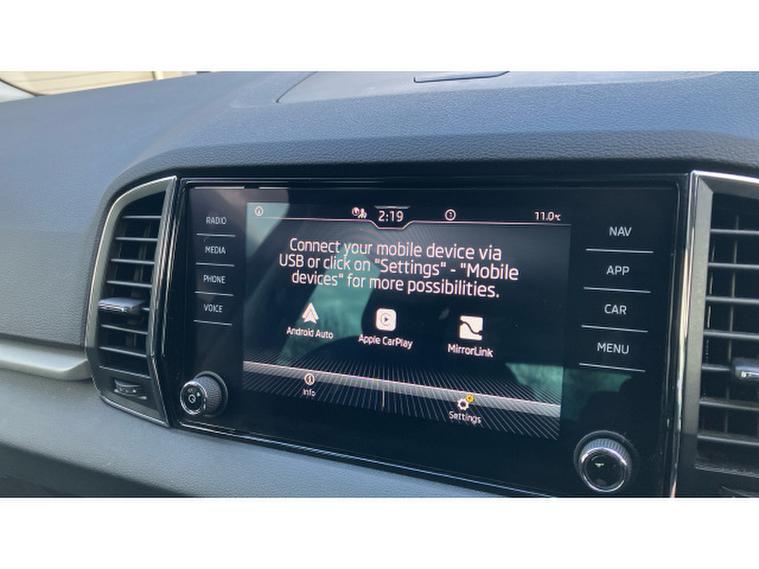 RADIO
MEDIA
PHONE
VOICE
2:19
11.0°C
Connect your mobile device via
USB or click on "Settings" - "Mobile
devices" for more possibilities.
Android Auto
Apple CarPlay
MirrorLink
Info
Settings
NAV
APP
CAR
MENU